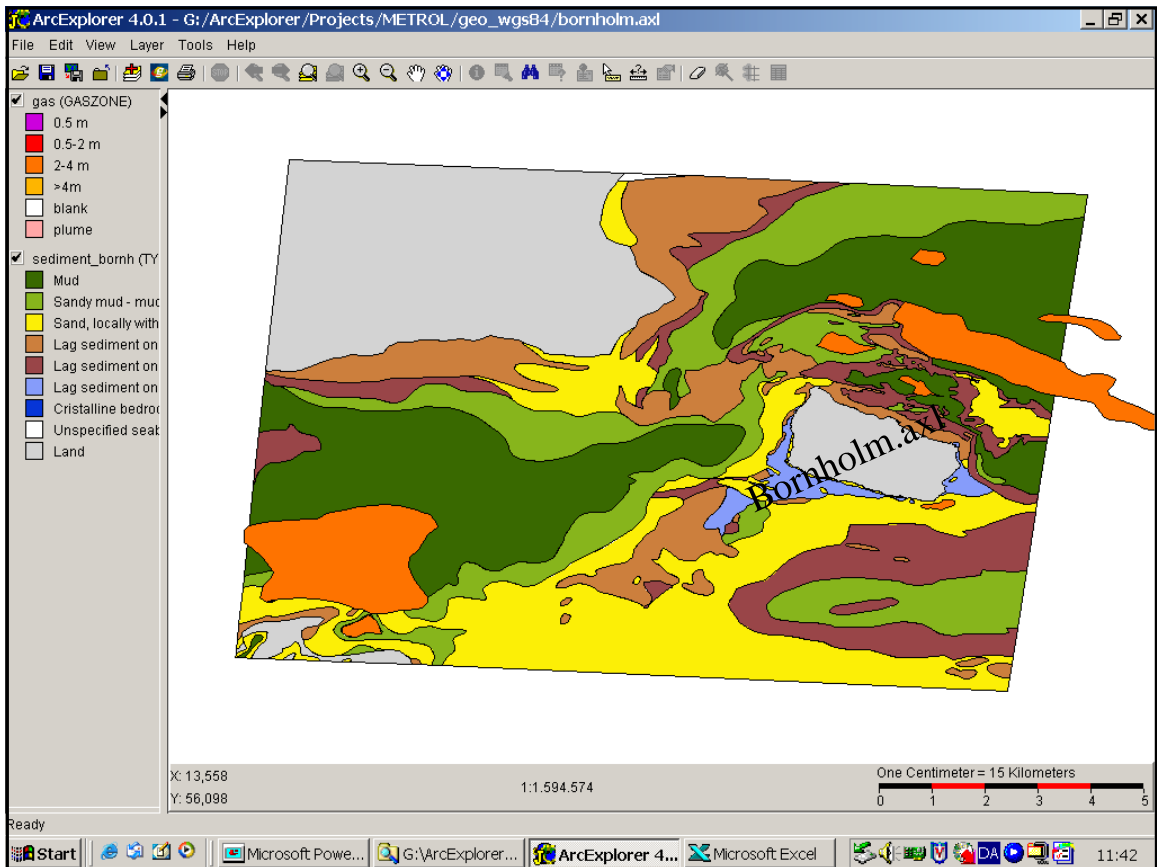 ArcExplorer 4.0.1 - G:/ArcExplorer/Projects/METROL/geo_wgs84/bornholm.axl
File Edit View Layer Tools Help
gas (GASZONE)
0.5 m
0.5-2 m
2-4 m
>4m
blank
plume
sediment_bornh (TY
Mud
Sandy mud - muc
Sand, locally with
Lag sediment on
Lag sediment on
Lag sediment on
Cristalline bedroc
Unspecified seat
Land
Bornholm.axl
X: 13,558
Y: 56,098
1:1.594.574
One Centimeter = 15 Kilometers
0 1 2 3 4 5
Ready
Start Microsoft Powe... G:\ArcExplorer... ArcExplorer 4... Microsoft Excel DA 11:42